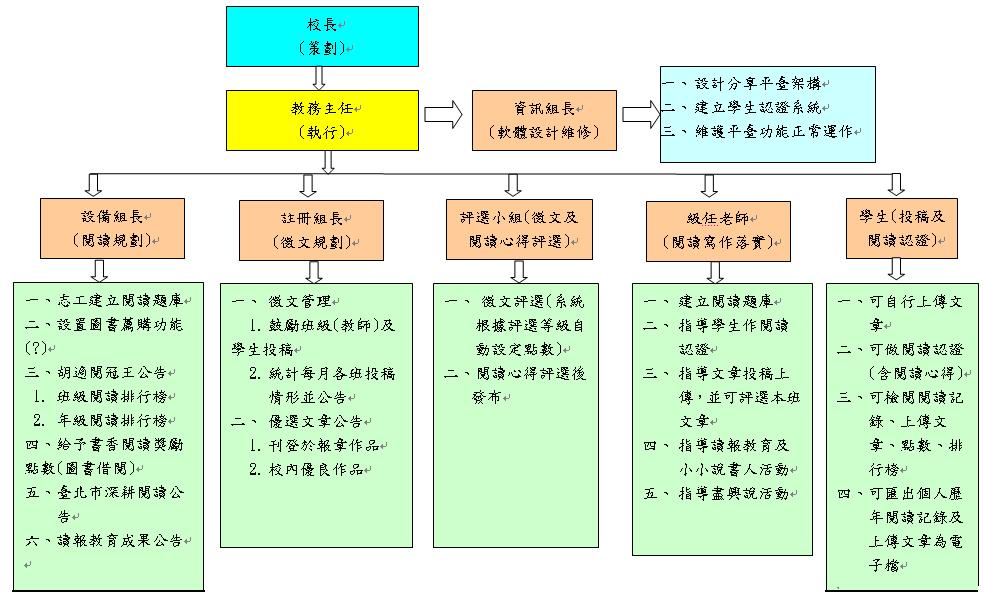 校長
(策劃)
教務主任
(執行)
資訊組長
(軟體設計維修)
一、設計分享平臺架構
二、建立學生認證系統
三、維護平臺功能正常運作
設備組長
(閱讀規劃)
註冊組長
(徵文規劃)
評選小組(徵文及
閱讀心得評選)
級任老師
(閱讀寫作落實)
學生(投稿及
閱讀認證)
一、志工建立閱讀題庫
二、設置圖書薦購功能
(?)
三、胡適閱冠王公告
1. 班級閱讀排行榜
2. 年級閱讀排行榜
四、給予書香閱讀獎勵
點數(圖書借閱)
五、臺北市深耕閱讀公
告
六、讀報教育成果公告
一、 徵文管理
1. 鼓勵班級(教師)及
學生投稿
2. 統計每月各班投稿
情形並公告
二、 優選文章公告
1. 刊登於報章作品
2. 校內優良作品
一、 徵文評選(系統
根據評選等級自
動設定點數)
二、閱讀心得評選後
發布
一、 建立閱讀題庫
二、 指導學生作閱讀
認證
三、 指導文章投稿上
傳，並可評選本班
文章
四、 指導讀報教育及
小小說書人活動
五、 指導盡興說活動
一、可自行上傳文
章
二、可做閱讀認證
(含閱讀心得)
三、可檢閱閱讀記
錄、上傳文
章、點數、排
行榜
四、可匯出個人歷
年閱讀記錄及
上傳文章為電
子檔